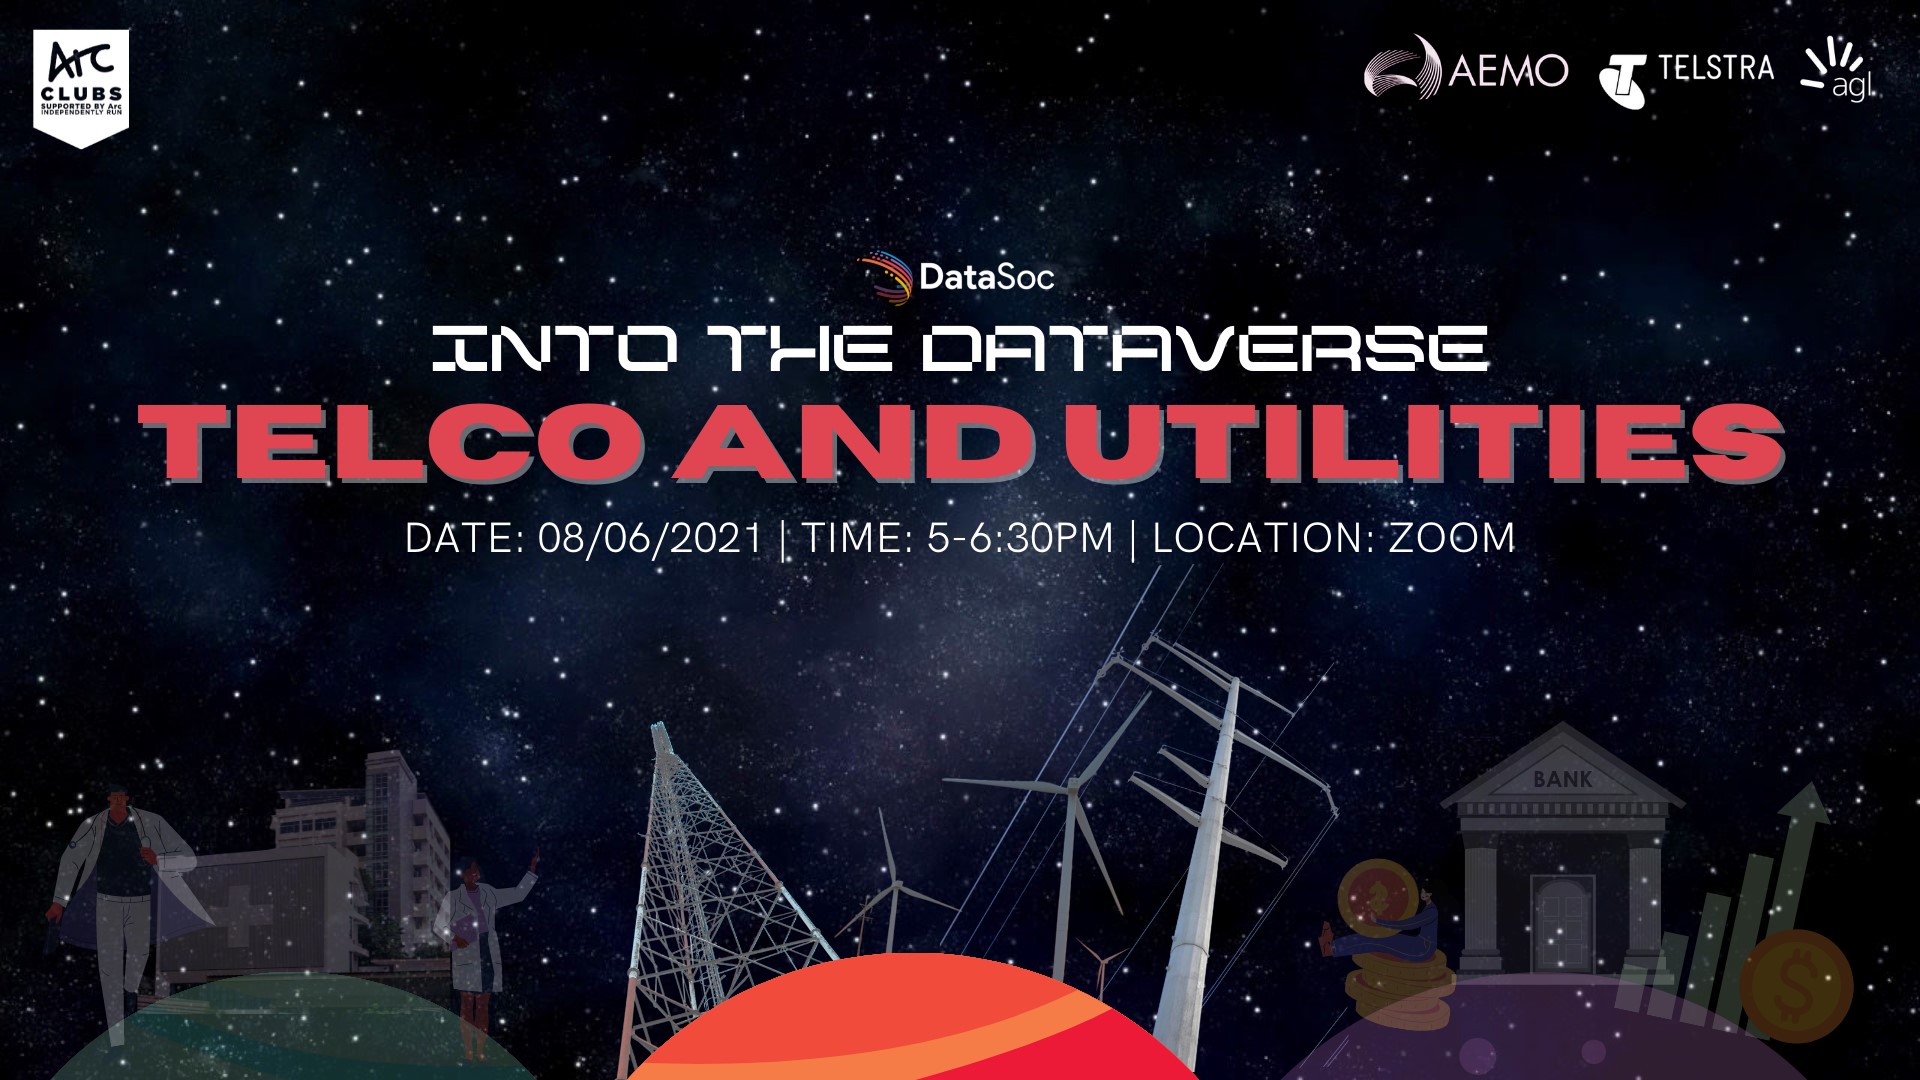 Arc
CLUBS
SUPPORTED BY Arc
INDEPENDENTLY RUN
AEMO
TELSTRA
agl
DataSoc
INTO THE DATAVERSE
TELCO AND UTILITIES
DATE: 08/06/2021 | TIME: 5-6:30PM | LOCATION: ZOOM
BANK
$
$